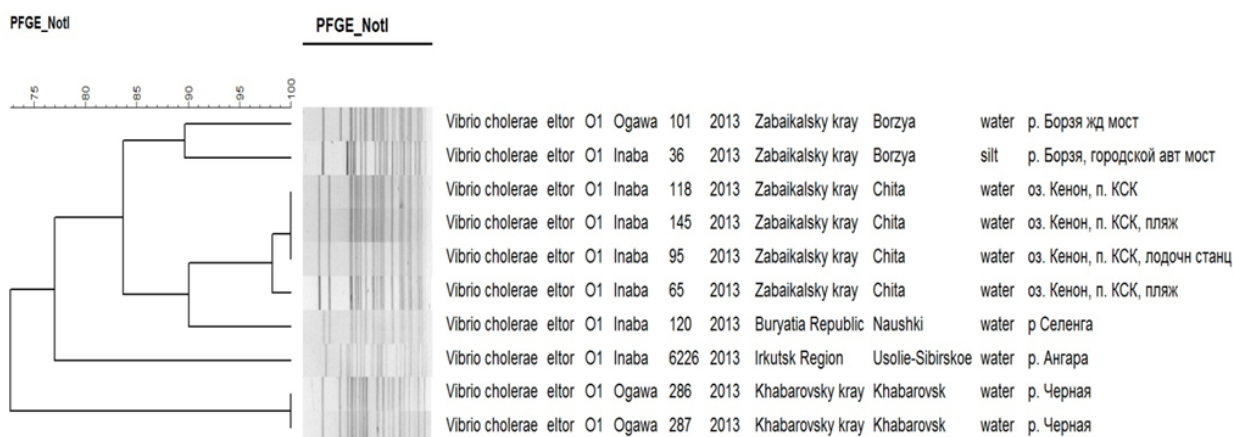 PFGE_NotI PFGE_NotI
75 80 85 90 95 100
Vibrio cholerae eltor O1 Ogawa 101 2013 Zabaikalsky kray Borzya water р. Борзя жд мост
Vibrio cholerae eltor O1 Inaba 36 2013 Zabaikalsky kray Borzya silt р. Борзя, городской авт мост
Vibrio cholerae eltor O1 Inaba 118 2013 Zabaikalsky kray Chita water оз. Кенон, п. КСК
Vibrio cholerae eltor O1 Inaba 145 2013 Zabaikalsky kray Chita water оз. Кенон, п. КСК, пляж
Vibrio cholerae eltor O1 Inaba 95 2013 Zabaikalsky kray Chita water оз. Кенон, п. КСК, лодочн станц
Vibrio cholerae eltor O1 Inaba 65 2013 Zabaikalsky kray Chita water оз. Кенон, п. КСК, пляж
Vibrio cholerae eltor O1 Inaba 120 2013 Buryatia Republic Naushki water р Селенга
Vibrio cholerae eltor O1 Inaba 6226 2013 Irkutsk Region Usolie-Sibirskoe water р. Ангара
Vibrio cholerae eltor O1 Ogawa 286 2013 Khabarovsky kray Khabarovsk water р. Черная
Vibrio cholerae eltor O1 Ogawa 287 2013 Khabarovsky kray Khabarovsk water р. Черная